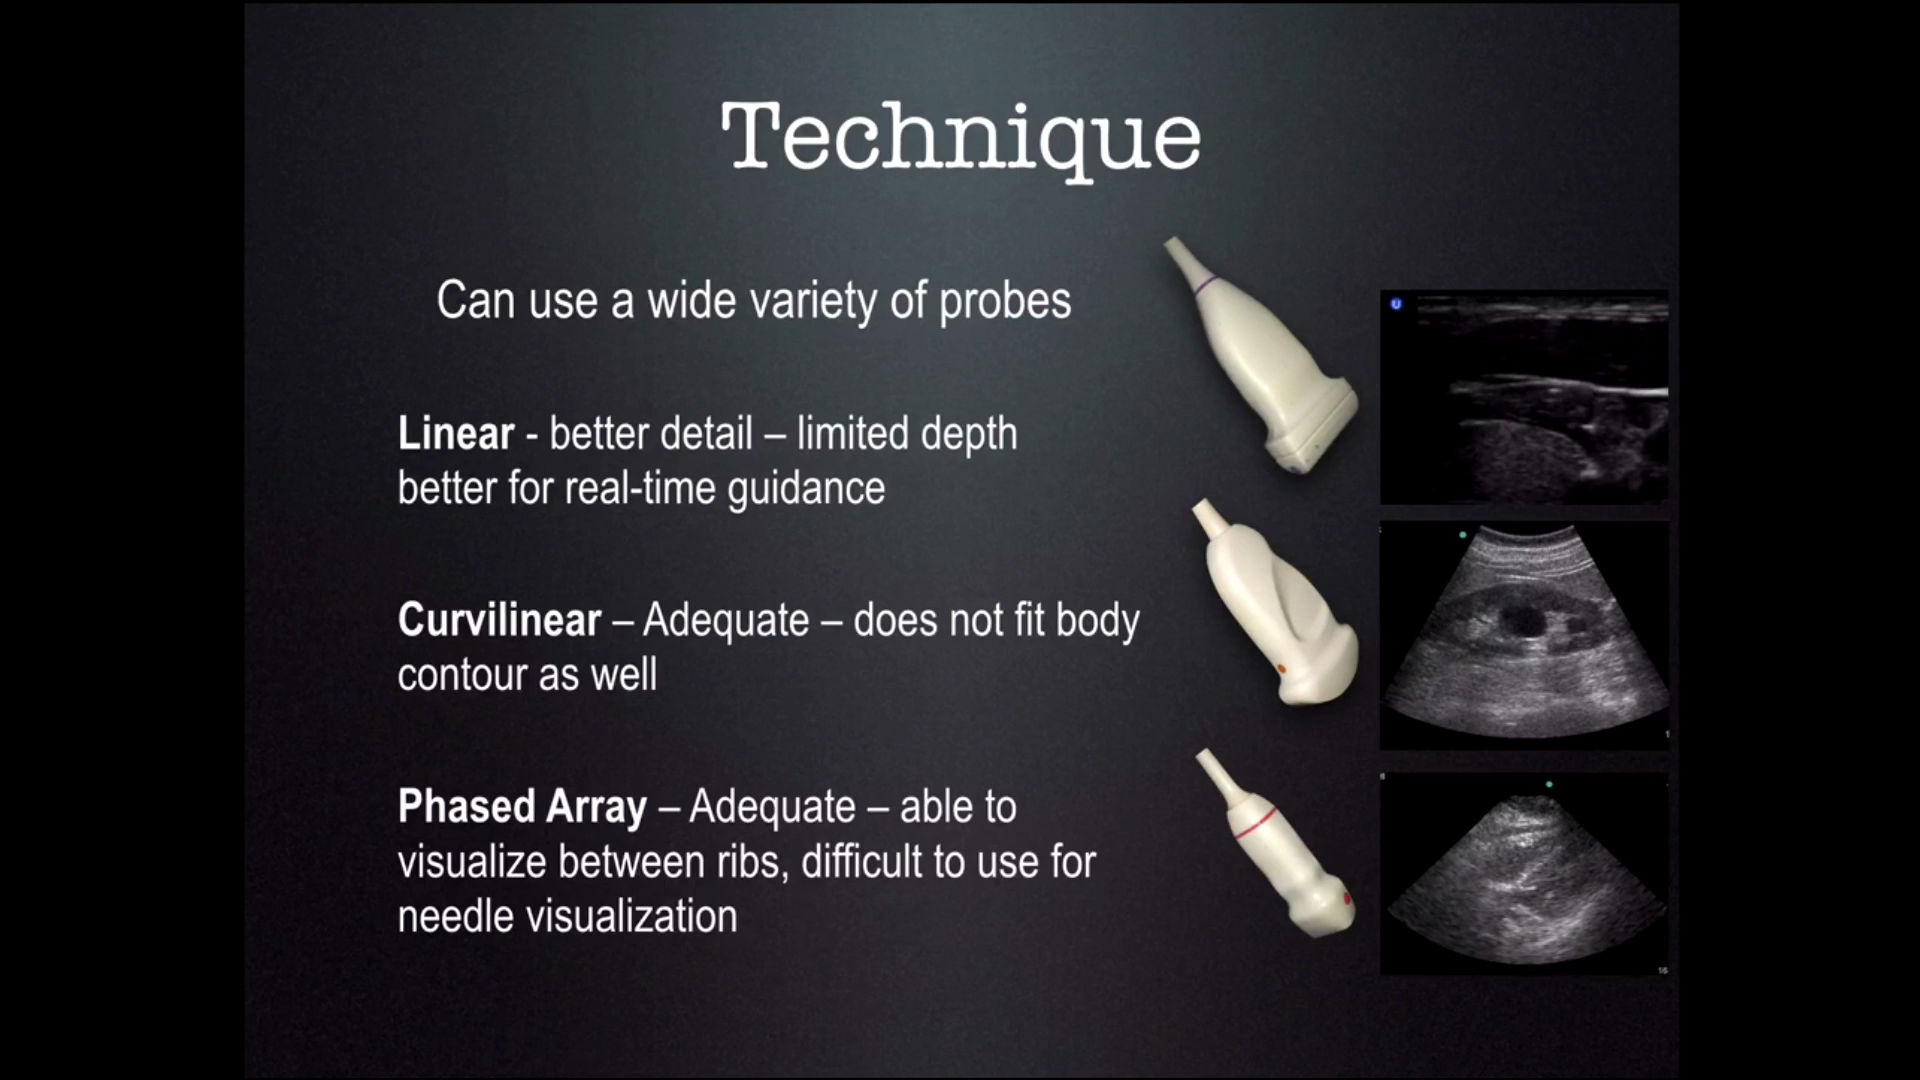 Technique
Can use a wide variety of probes
Linear - better detail – limited depth
better for real-time guidance
Curvilinear – Adequate – does not fit body
contour as well
Phased Array – Adequate – able to
visualize between ribs, difficult to use for
needle visualization
U
16